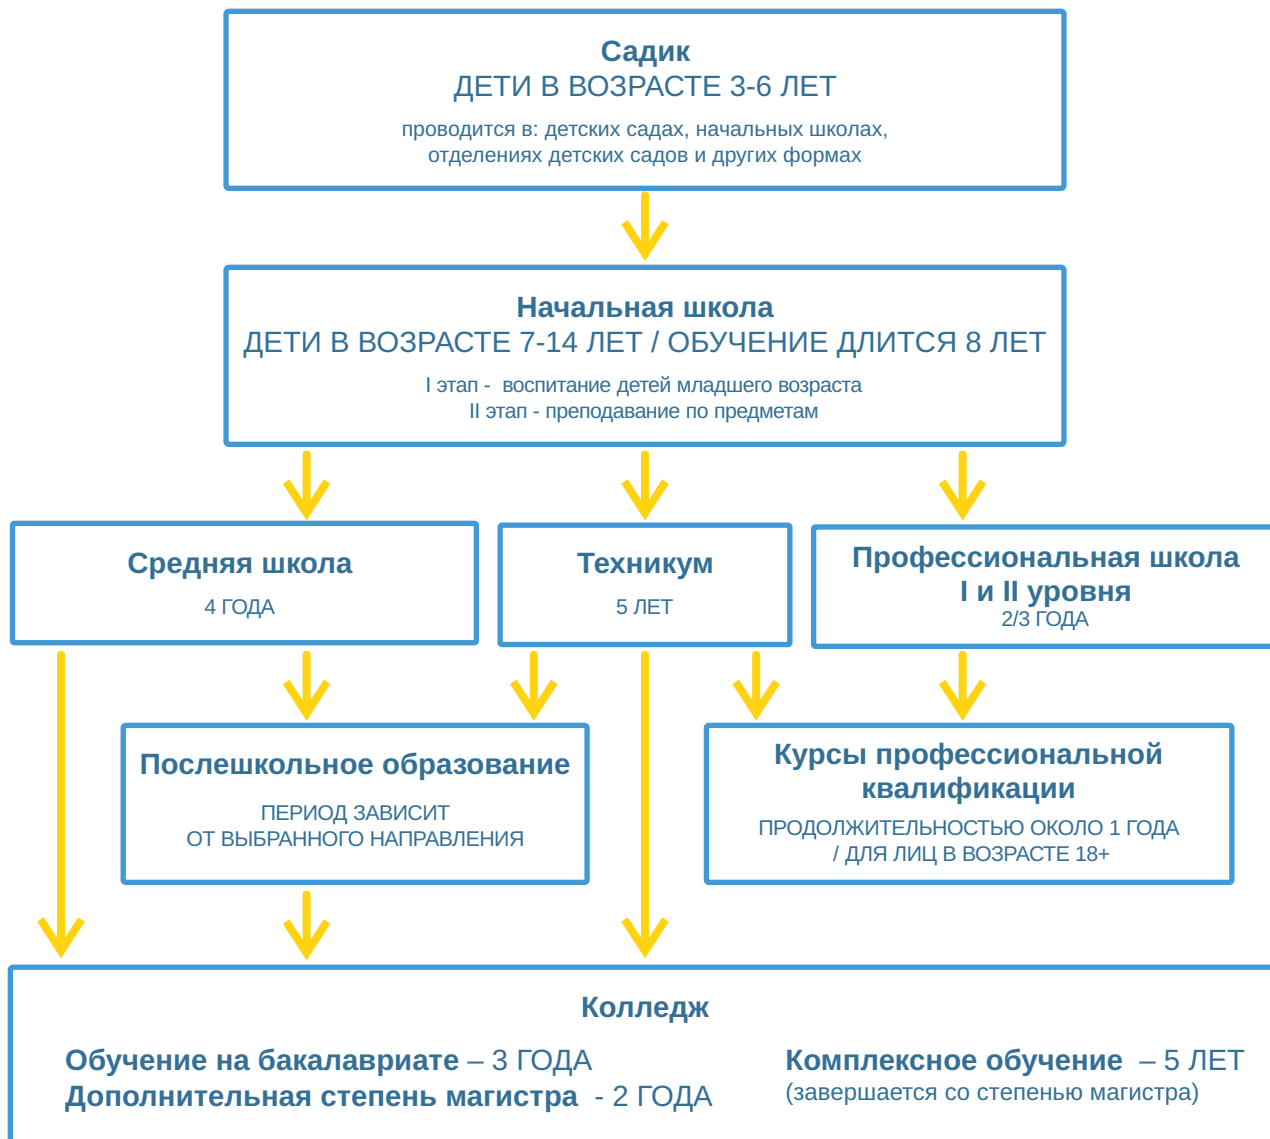 Садик
ДЕТИ В ВОЗРАСТЕ 3-6 ЛЕТ
проводится в: детских садах, начальных школах,
отделениях детских садов и других формах
Начальная школа
ДЕТИ В ВОЗРАСТЕ 7-14 ЛЕТ / ОБУЧЕНИЕ ДЛИТСЯ 8 ЛЕТ
I этап - воспитание детей младшего возраста
II этап - преподавание по предметам
Средняя школа
4 ГОДА
Техникум
5 ЛЕТ
Профессиональная школа
I и II уровня
2/3 ГОДА
Послешкольное образование
ПЕРИОД ЗАВИСИТ
ОТ ВЫБРАННОГО НАПРАВЛЕНИЯ
Курсы профессиональной
квалификации
ПРОДОЛЖИТЕЛЬНОСТЬЮ ОКОЛО 1 ГОДА
/ ДЛЯ ЛИЦ В ВОЗРАСТЕ 18+
Колледж
Обучение на бакалавриате – 3 ГОДА
Дополнительная степень магистра - 2 ГОДА
Комплексное обучение – 5 ЛЕТ
(завершается со степенью магистра)